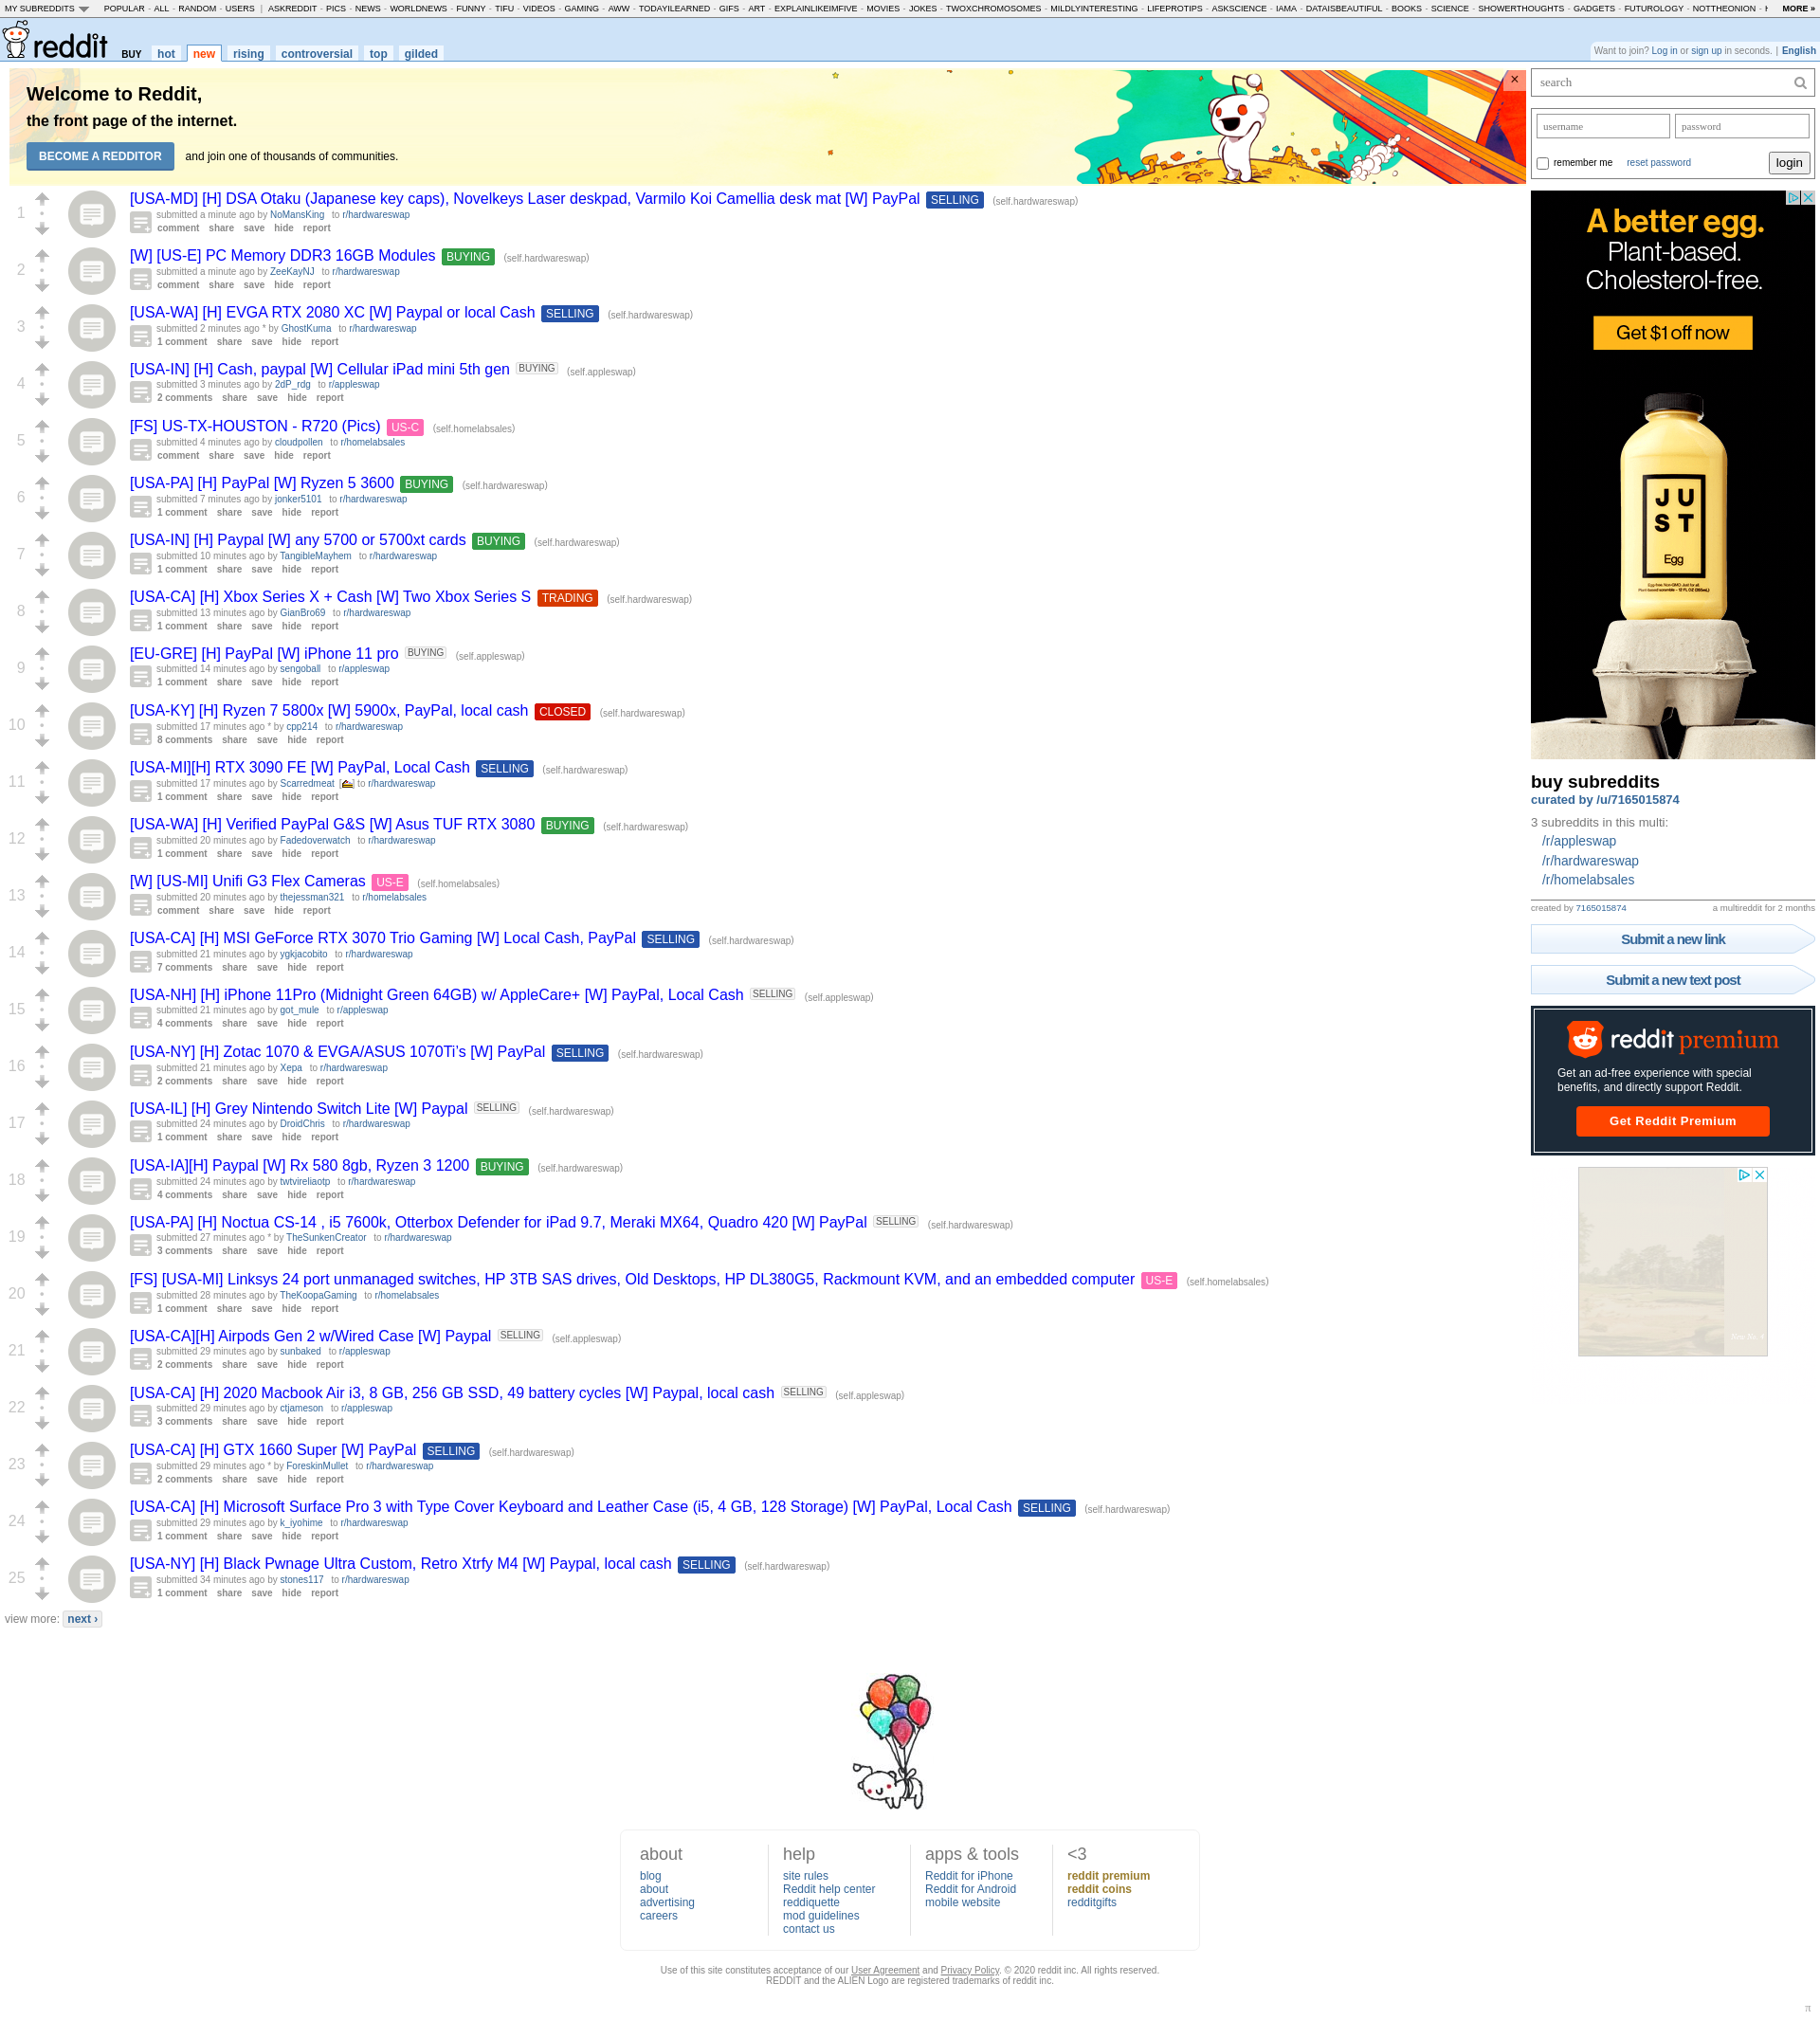 MY SUBREDDITS POPULAR - ALL - RANDOM - USERS | ASKREDDIT - PICS - NEWS - WORLDNEWS - FUNNY - TIFU - VIDEOS - GAMING - AWW - TODAYILEARNED - GIFS - ART - EXPLAINLIKEIMFIVE - MOVIES - JOKES - TWOXCHROMOSOMES - MILDLYINTERESTING - LIFEPROTIPS - ASKSCIENCE - IAMA - DATAISBEAUTIFUL - BOOKS - SCIENCE - SHOWERTHOUGHTS - GADGETS - FUTUROLOGY - NOTTHEONION - MORE »
reddit BUY hot new rising controversial top gilded
Want to join? Log in or sign up in seconds. | English
Welcome to Reddit,
the front page of the internet.
BECOME A REDDITOR and join one of thousands of communities.
×
1
[USA-MD] [H] DSA Otaku (Japanese key caps), Novelkeys Laser deskpad, Varmilo Koi Camellia desk mat [W] PayPal SELLING (self.hardwareswap)
submitted a minute ago by NoMansKing to r/hardwareswap
comment share save hide report
2
[W] [US-E] PC Memory DDR3 16GB Modules BUYING (self.hardwareswap)
submitted a minute ago by ZeeKayNJ to r/hardwareswap
comment share save hide report
3
[USA-WA] [H] EVGA RTX 2080 XC [W] Paypal or local Cash SELLING (self.hardwareswap)
submitted 2 minutes ago * by GhostKuma to r/hardwareswap
1 comment share save hide report
4
[USA-IN] [H] Cash, paypal [W] Cellular iPad mini 5th gen BUYING (self.appleswap)
submitted 3 minutes ago by 2dP_rdg to r/appleswap
2 comments share save hide report
5
[FS] US-TX-HOUSTON - R720 (Pics) US-C (self.homelabsales)
submitted 4 minutes ago by cloudpollen to r/homelabsales
comment share save hide report
6
[USA-PA] [H] PayPal [W] Ryzen 5 3600 BUYING (self.hardwareswap)
submitted 7 minutes ago by jonker5101 to r/hardwareswap
1 comment share save hide report
7
[USA-IN] [H] Paypal [W] any 5700 or 5700xt cards BUYING (self.hardwareswap)
submitted 10 minutes ago by TangibleMayhem to r/hardwareswap
1 comment share save hide report
8
[USA-CA] [H] Xbox Series X + Cash [W] Two Xbox Series S TRADING (self.hardwareswap)
submitted 13 minutes ago by GianBro69 to r/hardwareswap
1 comment share save hide report
9
[EU-GRE] [H] PayPal [W] iPhone 11 pro BUYING (self.appleswap)
submitted 14 minutes ago by sengoball to r/appleswap
1 comment share save hide report
10
[USA-KY] [H] Ryzen 7 5800x [W] 5900x, PayPal, local cash CLOSED (self.hardwareswap)
submitted 17 minutes ago * by cpp214 to r/hardwareswap
8 comments share save hide report
11
[USA-MI][H] RTX 3090 FE [W] PayPal, Local Cash SELLING (self.hardwareswap)
submitted 17 minutes ago by Scarredmeat [] to r/hardwareswap
1 comment share save hide report
12
[USA-WA] [H] Verified PayPal G&S [W] Asus TUF RTX 3080 BUYING (self.hardwareswap)
submitted 20 minutes ago by Fadedoverwatch to r/hardwareswap
1 comment share save hide report
13
[W] [US-MI] Unifi G3 Flex Cameras US-E (self.homelabsales)
submitted 20 minutes ago by thejessman321 to r/homelabsales
comment share save hide report
14
[USA-CA] [H] MSI GeForce RTX 3070 Trio Gaming [W] Local Cash, PayPal SELLING (self.hardwareswap)
submitted 21 minutes ago by ygkjacobito to r/hardwareswap
7 comments share save hide report
15
[USA-NH] [H] iPhone 11Pro (Midnight Green 64GB) w/ AppleCare+ [W] PayPal, Local Cash SELLING (self.appleswap)
submitted 21 minutes ago by got_mule to r/appleswap
4 comments share save hide report
16
[USA-NY] [H] Zotac 1070 & EVGA/ASUS 1070Ti’s [W] PayPal SELLING (self.hardwareswap)
submitted 21 minutes ago by Xepa to r/hardwareswap
2 comments share save hide report
17
[USA-IL] [H] Grey Nintendo Switch Lite [W] Paypal SELLING (self.hardwareswap)
submitted 24 minutes ago by DroidChris to r/hardwareswap
1 comment share save hide report
18
[USA-IA][H] Paypal [W] Rx 580 8gb, Ryzen 3 1200 BUYING (self.hardwareswap)
submitted 24 minutes ago by twtvireliaotp to r/hardwareswap
4 comments share save hide report
19
[USA-PA] [H] Noctua CS-14 , i5 7600k, Otterbox Defender for iPad 9.7, Meraki MX64, Quadro 420 [W] PayPal SELLING (self.hardwareswap)
submitted 27 minutes ago * by TheSunkenCreator to r/hardwareswap
3 comments share save hide report
20
[FS] [USA-MI] Linksys 24 port unmanaged switches, HP 3TB SAS drives, Old Desktops, HP DL380G5, Rackmount KVM, and an embedded computer US-E (self.homelabsales)
submitted 28 minutes ago by TheKoopaGaming to r/homelabsales
1 comment share save hide report
21
[USA-CA][H] Airpods Gen 2 w/Wired Case [W] Paypal SELLING (self.appleswap)
submitted 29 minutes ago by sunbaked to r/appleswap
2 comments share save hide report
22
[USA-CA] [H] 2020 Macbook Air i3, 8 GB, 256 GB SSD, 49 battery cycles [W] Paypal, local cash SELLING (self.appleswap)
submitted 29 minutes ago by ctjameson to r/appleswap
3 comments share save hide report
23
[USA-CA] [H] GTX 1660 Super [W] PayPal SELLING (self.hardwareswap)
submitted 29 minutes ago * by ForeskinMullet to r/hardwareswap
2 comments share save hide report
24
[USA-CA] [H] Microsoft Surface Pro 3 with Type Cover Keyboard and Leather Case (i5, 4 GB, 128 Storage) [W] PayPal, Local Cash SELLING (self.hardwareswap)
submitted 29 minutes ago by k_iyohime to r/hardwareswap
1 comment share save hide report
25
[USA-NY] [H] Black Pwnage Ultra Custom, Retro Xtrfy M4 [W] Paypal, local cash SELLING (self.hardwareswap)
submitted 34 minutes ago by stones117 to r/hardwareswap
1 comment share save hide report
view more: next ›
search
username password
remember me reset password login
A better egg.
Plant-based.
Cholesterol-free.
Get $1 off now
JU
ST
Egg
buy subreddits
curated by /u/7165015874
3 subreddits in this multi:
/r/appleswap
/r/hardwareswap
/r/homelabsales
created by 7165015874 a multireddit for 2 months
Submit a new link
Submit a new text post
reddit premium
Get an ad-free experience with special
benefits, and directly support Reddit.
Get Reddit Premium
about
blog
about
advertising
careers
help
site rules
Reddit help center
reddiquette
mod guidelines
contact us
apps & tools
Reddit for iPhone
Reddit for Android
mobile website
<3
reddit premium
reddit coins
redditgifts
Use of this site constitutes acceptance of our User Agreement and Privacy Policy. © 2020 reddit inc. All rights reserved.
REDDIT and the ALIEN Logo are registered trademarks of reddit inc.
π